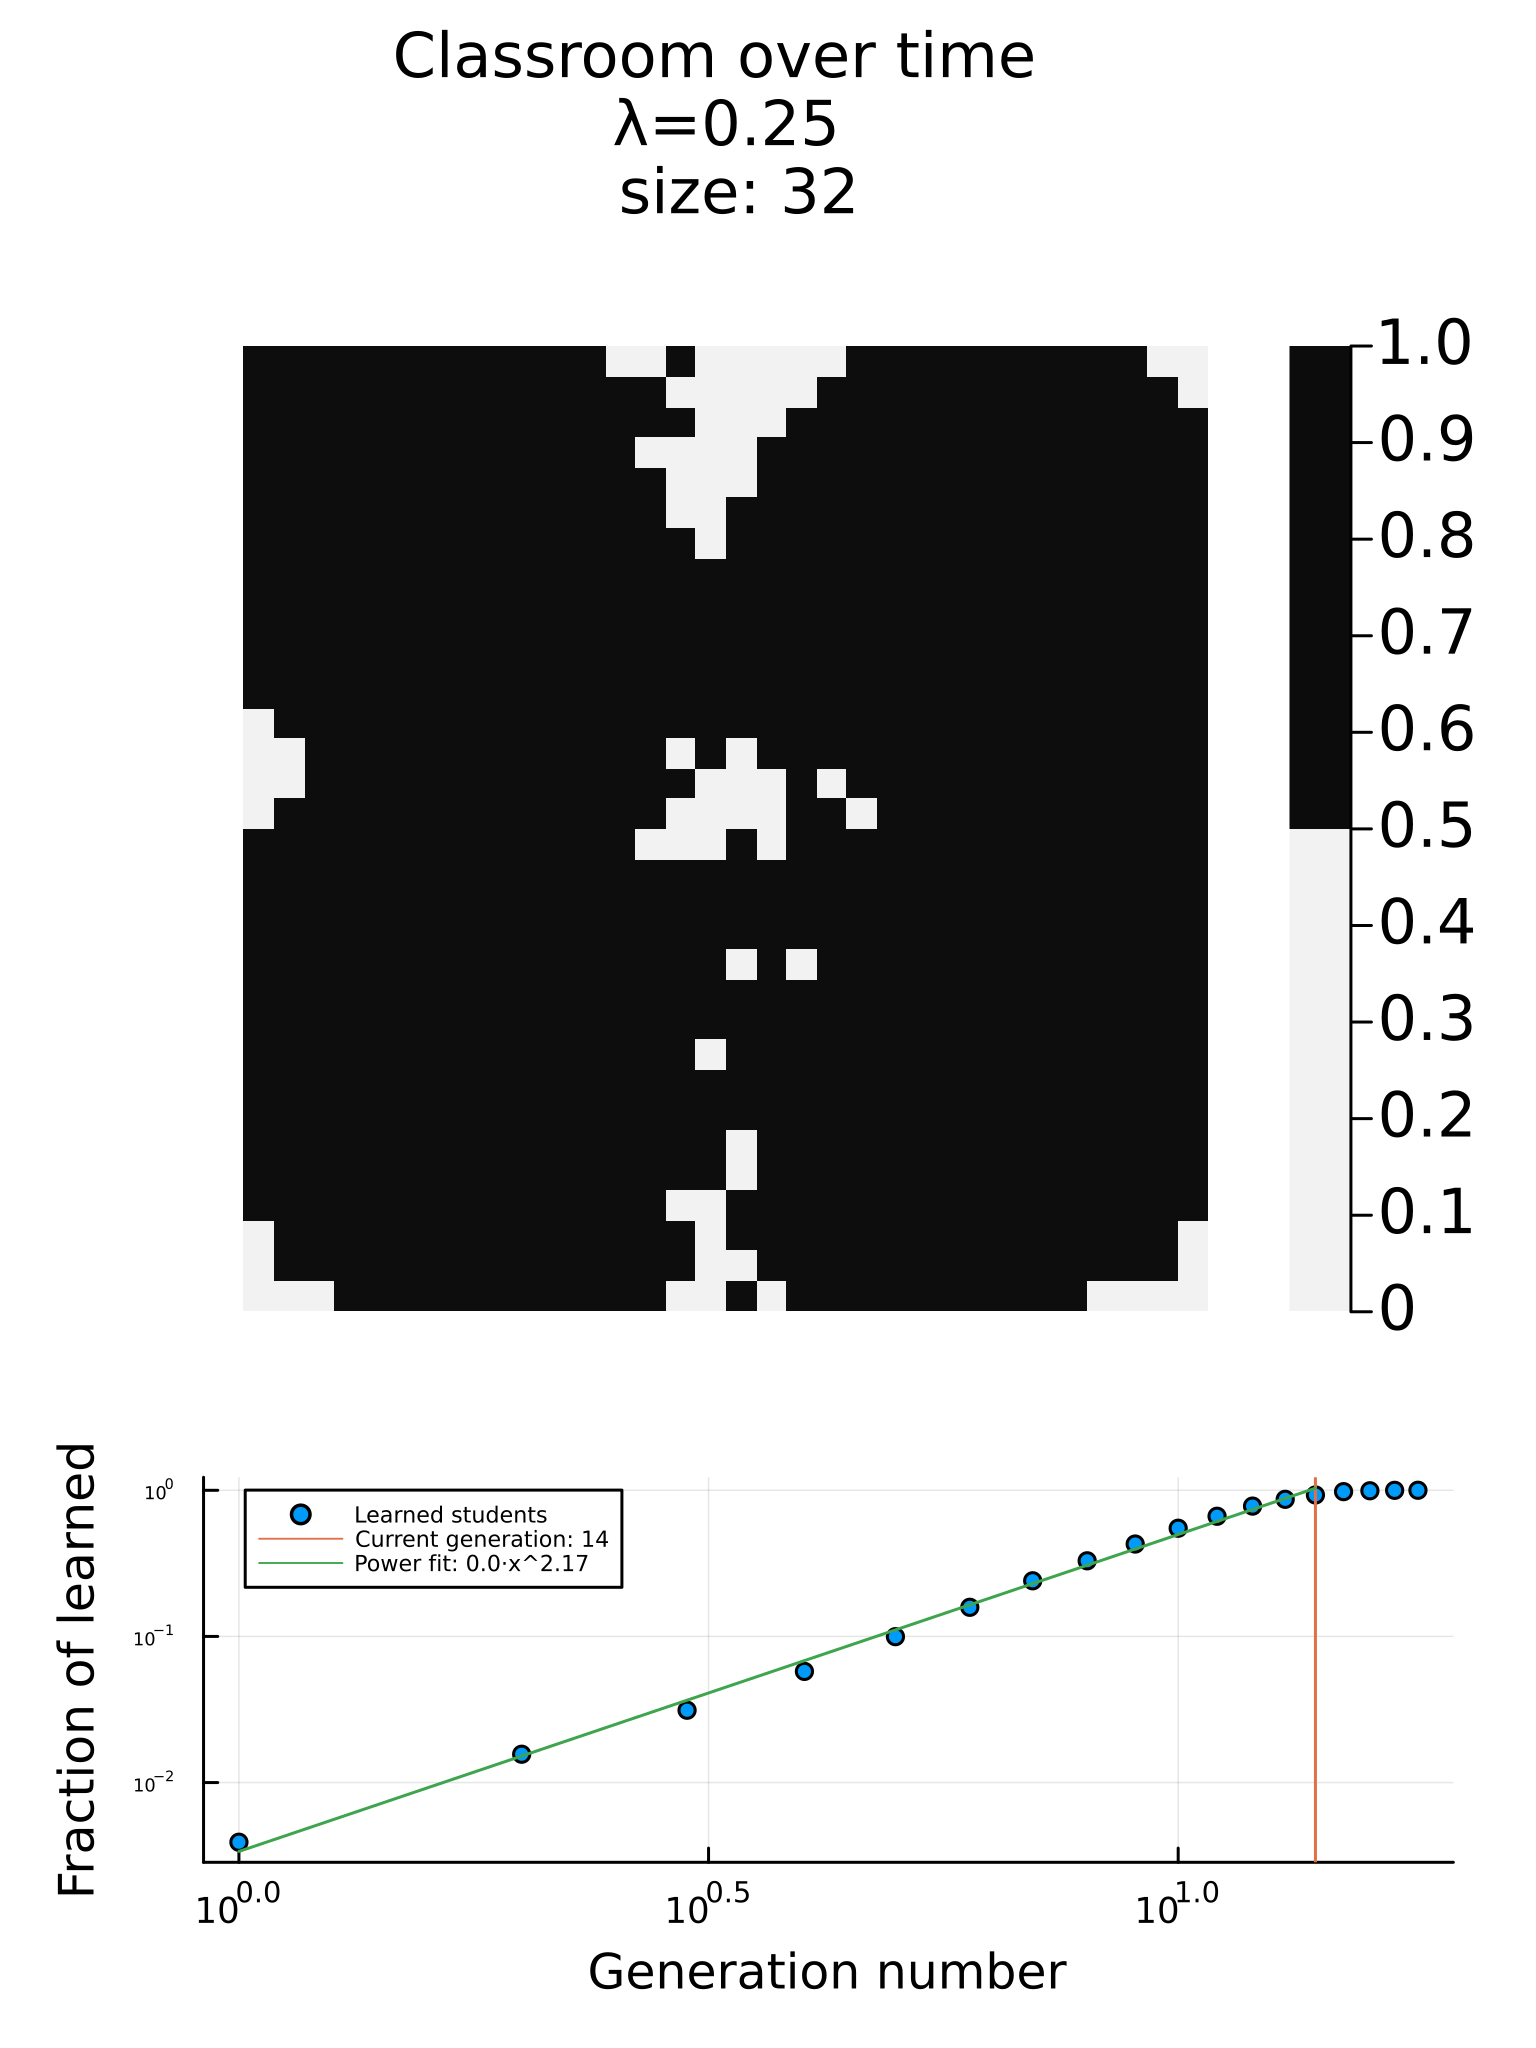 Classroom over time
λ=0.25
size: 32
1.0
0.9
0.8
0.7
0.6
0.5
0.4
0.3
0.2
0.1
0
Fraction of learned
10^0
10^-1
10^-2
Learned students
Current generation: 14
Power fit: 0.0·x^2.17
10^0.0
10^0.5
10^1.0
Generation number